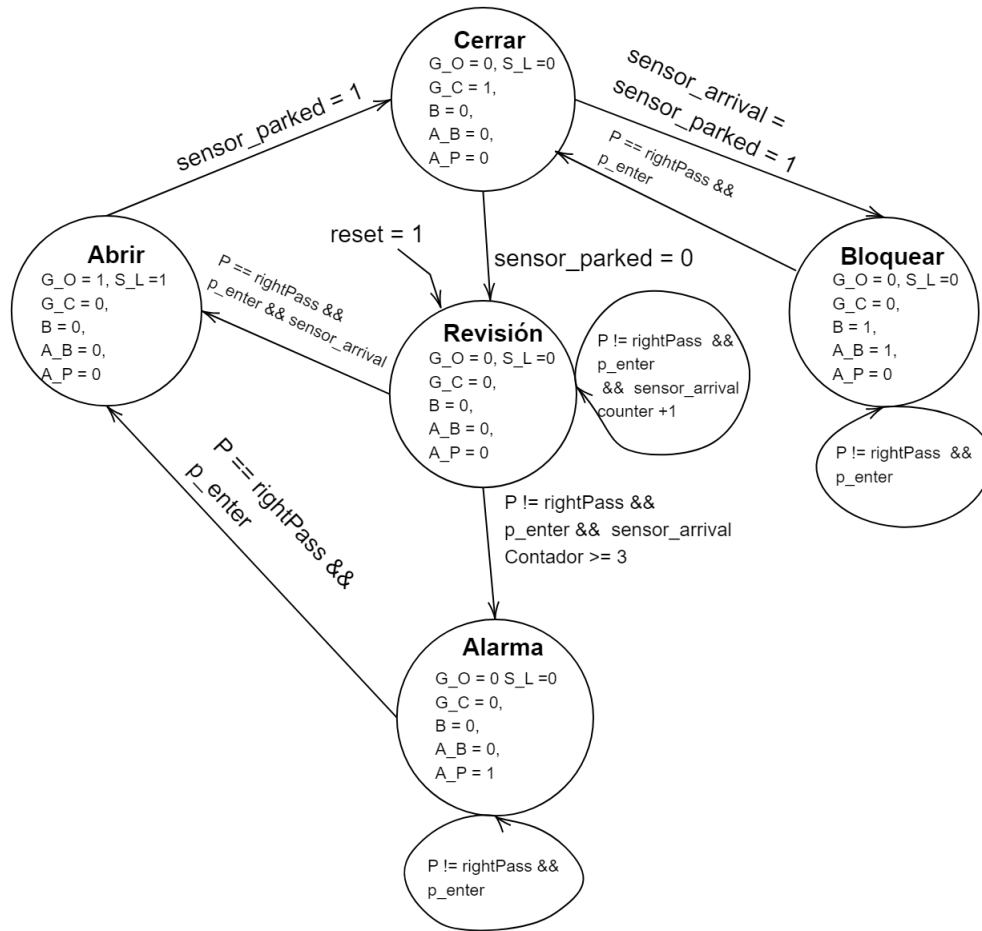 Cerrar
G_O = 0, S_L =0
G_C = 1,
B = 0,
A_B = 0,
A_P = 0
sensor_parked = 1
sensor_arrival =
sensor_parked = 1
P == rightPass &&
p_enter
reset = 1
sensor_parked = 0
Abrir
G_O = 1, S_L =1
G_C = 0,
B = 0,
A_B = 0,
A_P = 0
P == rightPass &&
p_enter && sensor_arrival
Revisión
G_O = 0, S_L =0
G_C = 0,
B = 0,
A_B = 0,
A_P = 0
P != rightPass &&
p_enter
&& sensor_arrival
counter +1
Bloquear
G_O = 0, S_L =0
G_C = 0,
B = 1,
A_B = 1,
A_P = 0
P != rightPass &&
p_enter
P == rightPass &&
p_enter
P != rightPass &&
p_enter && sensor_arrival
Contador >= 3
Alarma
G_O = 0 S_L =0
G_C = 0,
B = 0,
A_B = 0,
A_P = 1
P != rightPass &&
p_enter